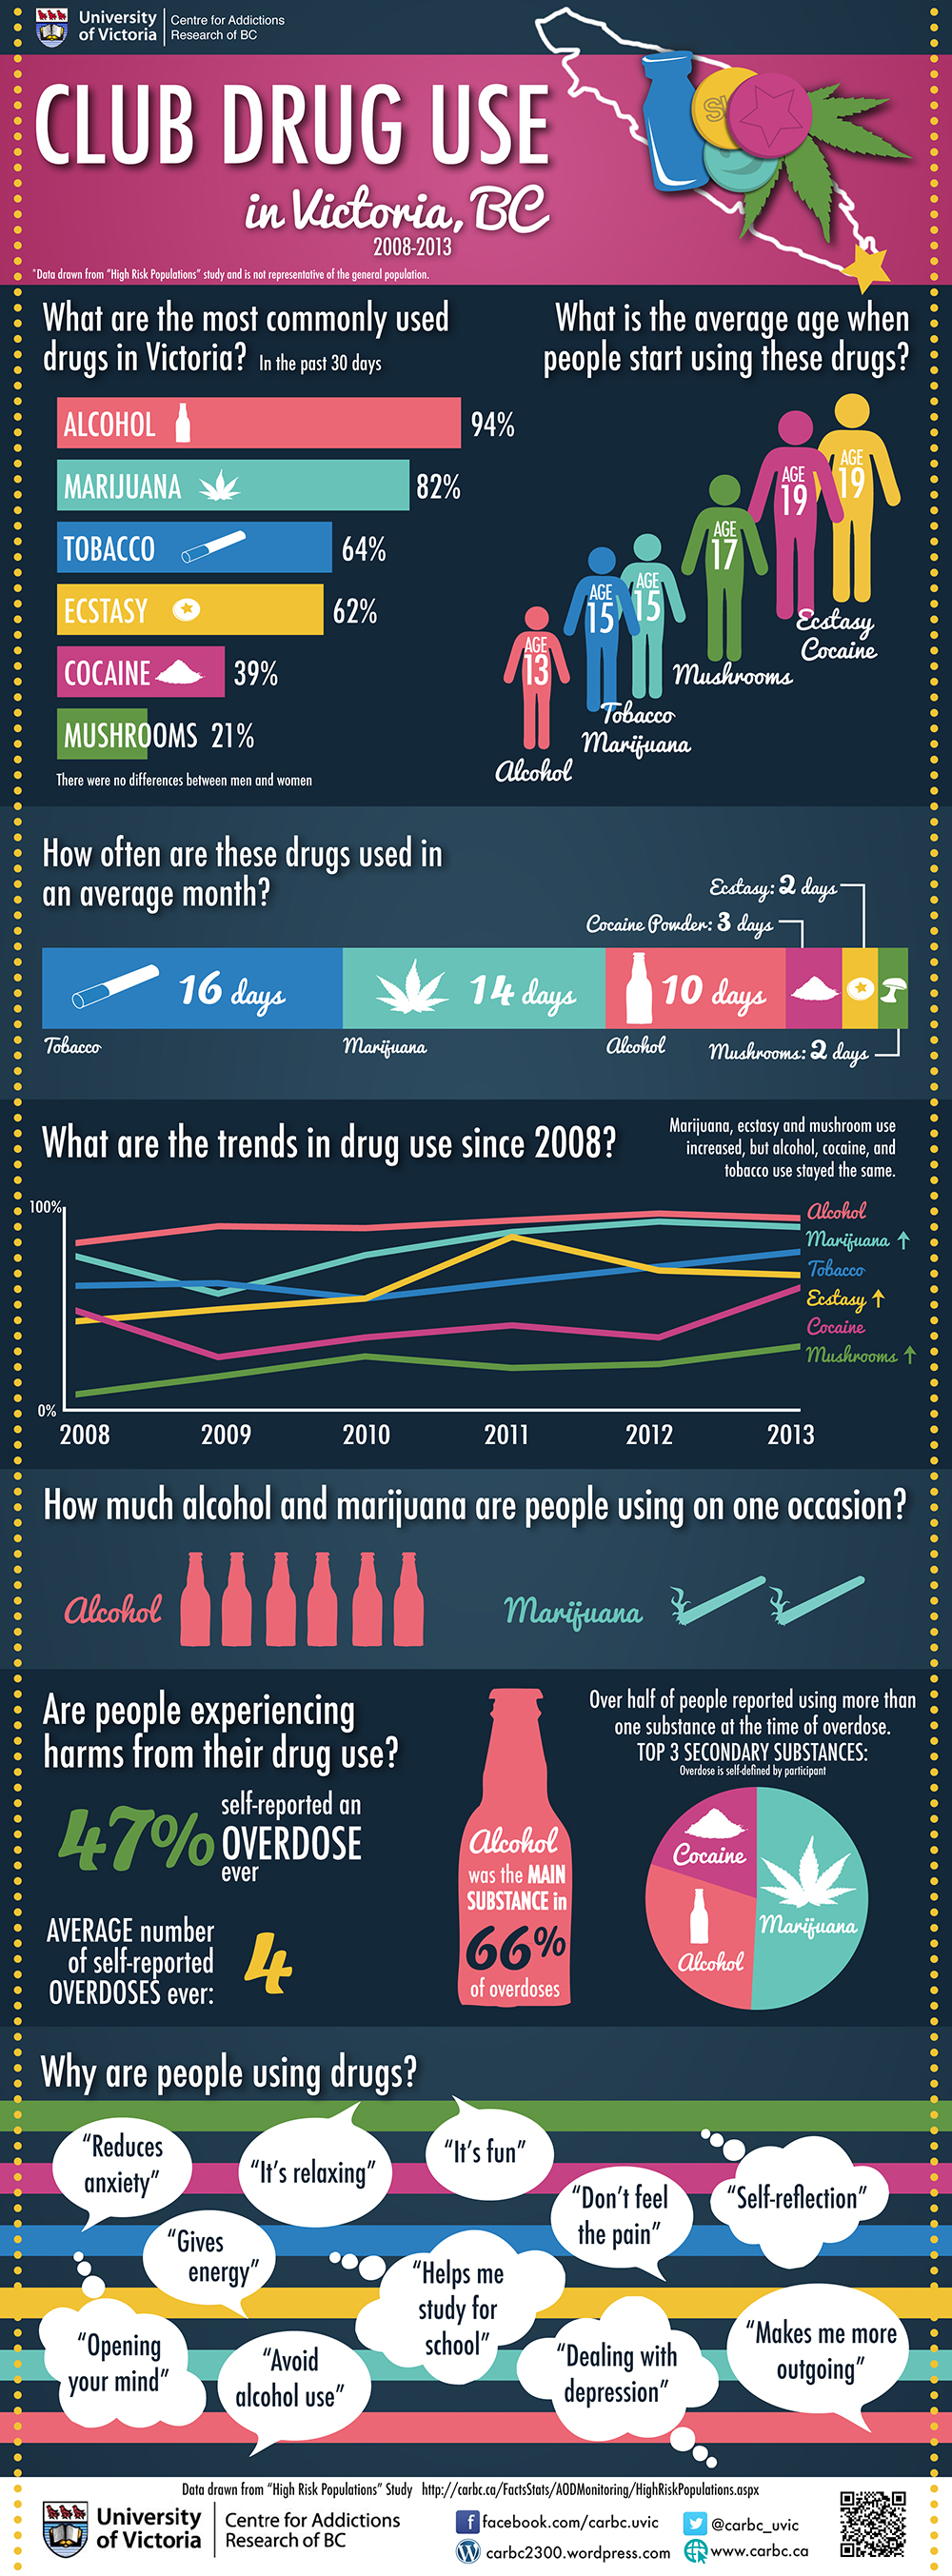 University
of Victoria
Centre for Addictions
Research of BC
CLUB DRUG USE
in Victoria, BC
2008-2013
*Data drawn from “High Risk Populations” study and is not representative of the general population.
What are the most commonly used
drugs in Victoria? In the past 30 days
ALCOHOL 94%
MARIJUANA 82%
TOBACCO 64%
ECSTASY 62%
COCAINE 39%
MUSHROOMS 21%
There were no differences between men and women
What is the average age when
people start using these drugs?
AGE
13
Alcohol
AGE
15
AGE
15
Tobacco
Marijuana
AGE
17
Mushrooms
AGE
19
AGE
19
Ecstasy
Cocaine
How often are these drugs used in
an average month?
Ecstasy: 2 days
Cocaine Powder: 3 days
16 days
14 days
10 days
Tobacco
Marijuana
Alcohol
Mushrooms: 2 days
What are the trends in drug use since 2008?
Marijuana, ecstasy and mushroom use
increased, but alcohol, cocaine, and
tobacco use stayed the same.
100%
0%
Alcohol
Marijuana ↑
Tobacco
Ecstasy ↑
Cocaine
Mushrooms ↑
2008 2009 2010 2011 2012 2013
How much alcohol and marijuana are people using on one occasion?
Alcohol
Marijuana
Are people experiencing
harms from their drug use?
47% self-reported an
OVERDOSE
ever
AVERAGE number
of self-reported
OVERDOSES ever:
4
Alcohol
was the MAIN
SUBSTANCE in
66%
of overdoses
Over half of people reported using more than
one substance at the time of overdose.
TOP 3 SECONDARY SUBSTANCES:
Overdose is self-defined by participant
Cocaine
Marijuana
Alcohol
Why are people using drugs?
“Reduces
anxiety”
“It’s relaxing”
“It’s fun”
“Don’t feel
the pain”
“Self-reflection”
“Gives
energy”
“Helps me
study for
school”
“Opening
your mind”
“Avoid
alcohol use”
“Dealing with
depression”
“Makes me more
outgoing”
Data drawn from “High Risk Populations” Study http://carbc.ca/FactsStats/AODMonitoring/HighRiskPopulations.aspx
University
of Victoria
Centre for Addictions
Research of BC
facebook.com/carbc.uvic
@carbc_uvic
carbc2300.wordpress.com
www.carbc.ca